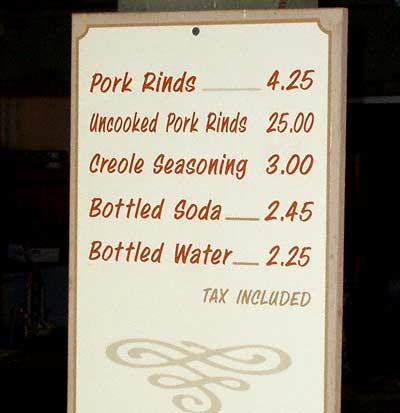 Pork Rinds 4.25
Uncooked Pork Rinds 25.00
Creole Seasoning 3.00
Bottled Soda 2.45
Bottled Water 2.25
TAX INCLUDED